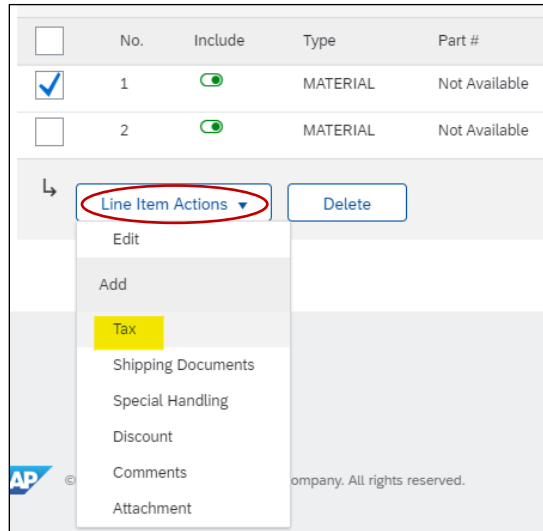 No. Include Type Part #
1 MATERIAL Not Available
2 MATERIAL Not Available
Line Item Actions ▼ Delete
Edit
Add
Tax
Shipping Documents
Special Handling
Discount
Comments
Attachment
AP © ompany. All rights reserved.